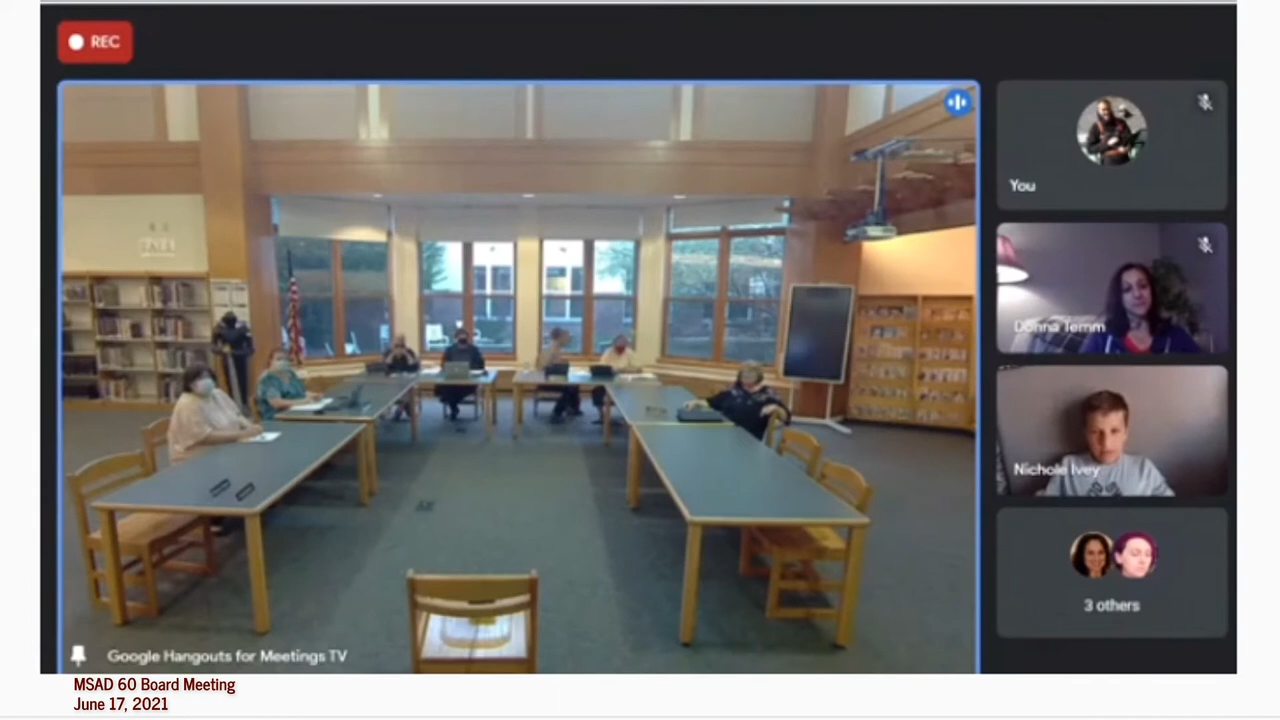 REC
You
Donna Temm
Nichole Ivey
3 others
Google Hangouts for Meetings TV
MSAD 60 Board Meeting
June 17, 2021